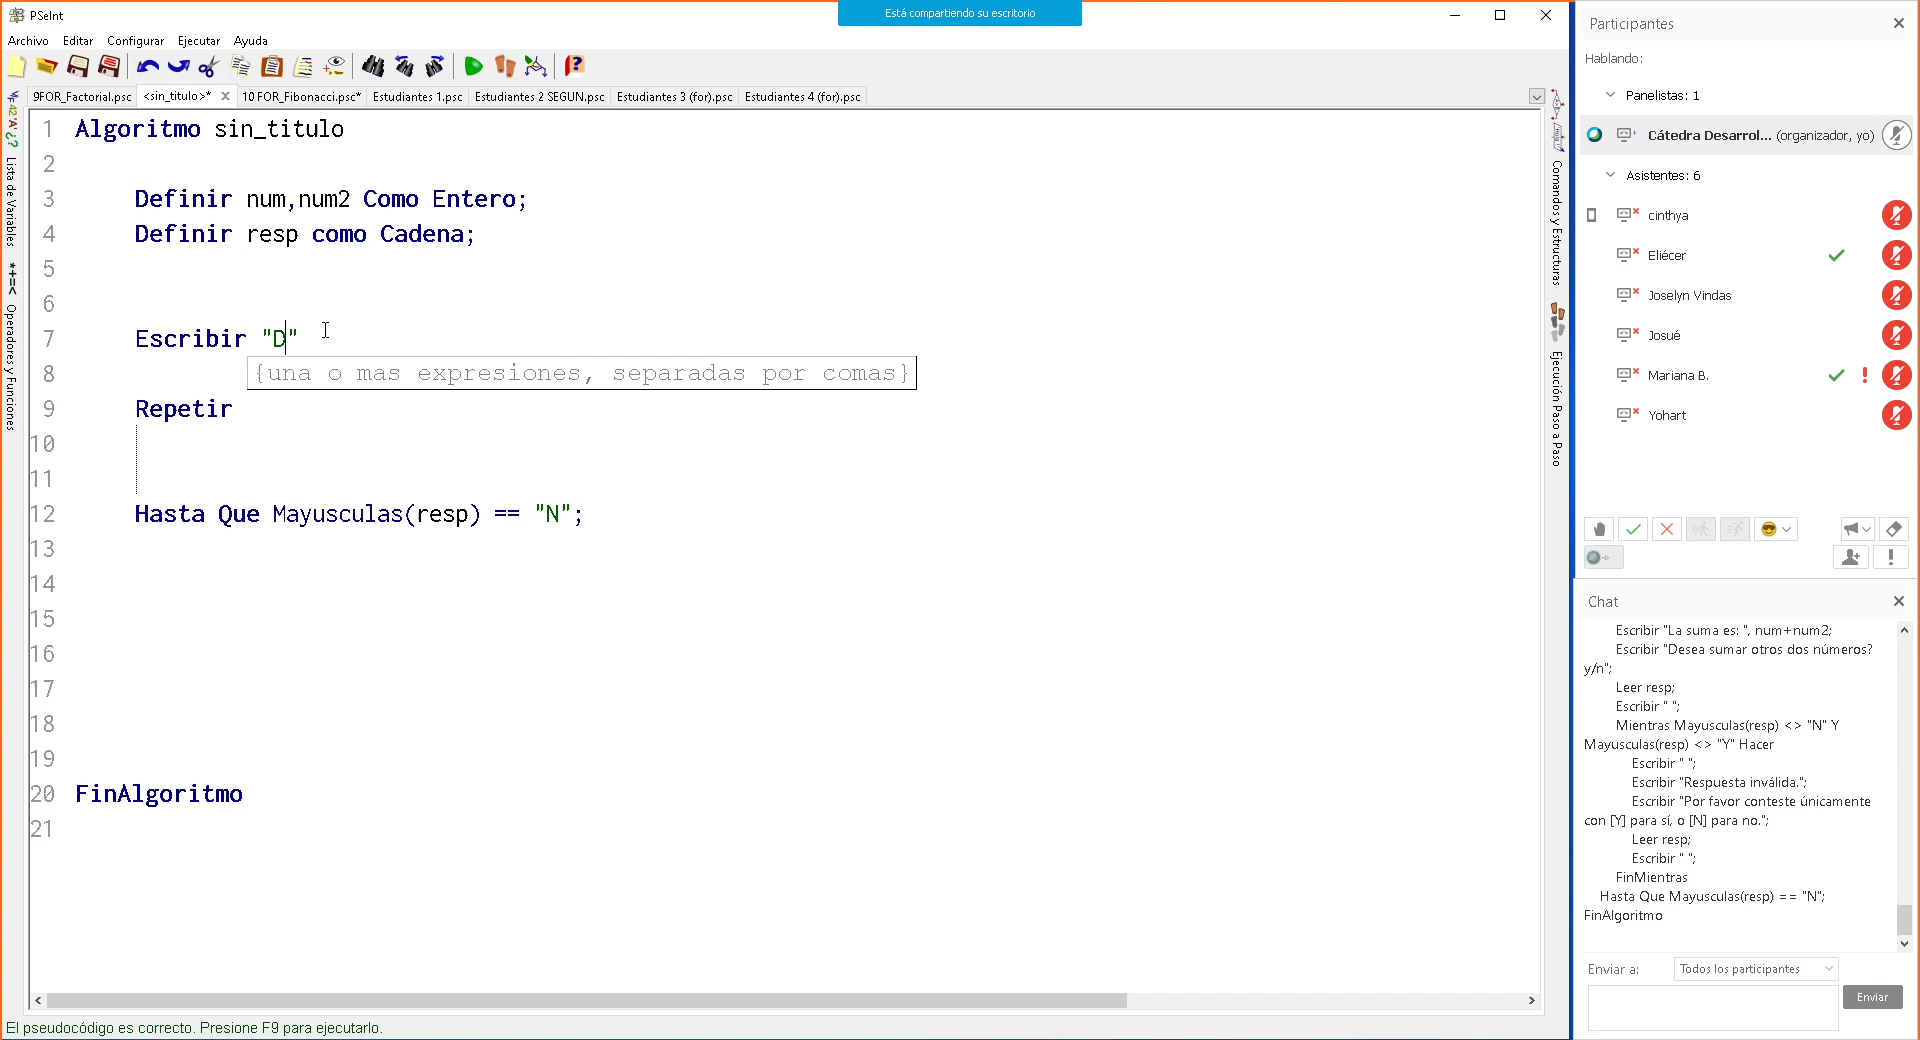 PSeInt
Está compartiendo su escritorio
Archivo Editar Configurar Ejecutar Ayuda
9FOR_Factorial.psc <sin_titulo>* 10 FOR_Fibonacci.psc* Estudiantes 1.psc Estudiantes 2 SEGUN.psc Estudiantes 3 (for).psc Estudiantes 4 (for).psc
Lista de Variables
*+=< Operadores y Funciones
1 Algoritmo sin_titulo
2
3 Definir num,num2 Como Entero;
4 Definir resp como Cadena;
5
6
7 Escribir "D"
8 {una o mas expresiones, separadas por comas}
9 Repetir
10
11
12 Hasta Que Mayusculas(resp) == "N";
13
14
15
16
17
18
19
20 FinAlgoritmo
21
El pseudocódigo es correcto. Presione F9 para ejecutarlo.
Comandos y Estructuras
Ejecución Paso a Paso
Participantes
Hablando:
Panelistas: 1
Cátedra Desarrol... (organizador, yo)
Asistentes: 6
cinthya
Eliécer
Joselyn Vindas
Josué
Mariana B.
Yohart
Chat
Escribir "La suma es: ", num+num2;
Escribir "Desea sumar otros dos números?
y/n";
Leer resp;
Escribir " ";
Mientras Mayusculas(resp) <> "N" Y
Mayusculas(resp) <> "Y" Hacer
Escribir " ";
Escribir "Respuesta inválida.";
Escribir "Por favor conteste únicamente
con [Y] para sí, o [N] para no.";
Leer resp;
Escribir " ";
FinMientras
Hasta Que Mayusculas(resp) == "N";
FinAlgoritmo
Enviar a: Todos los participantes
Enviar